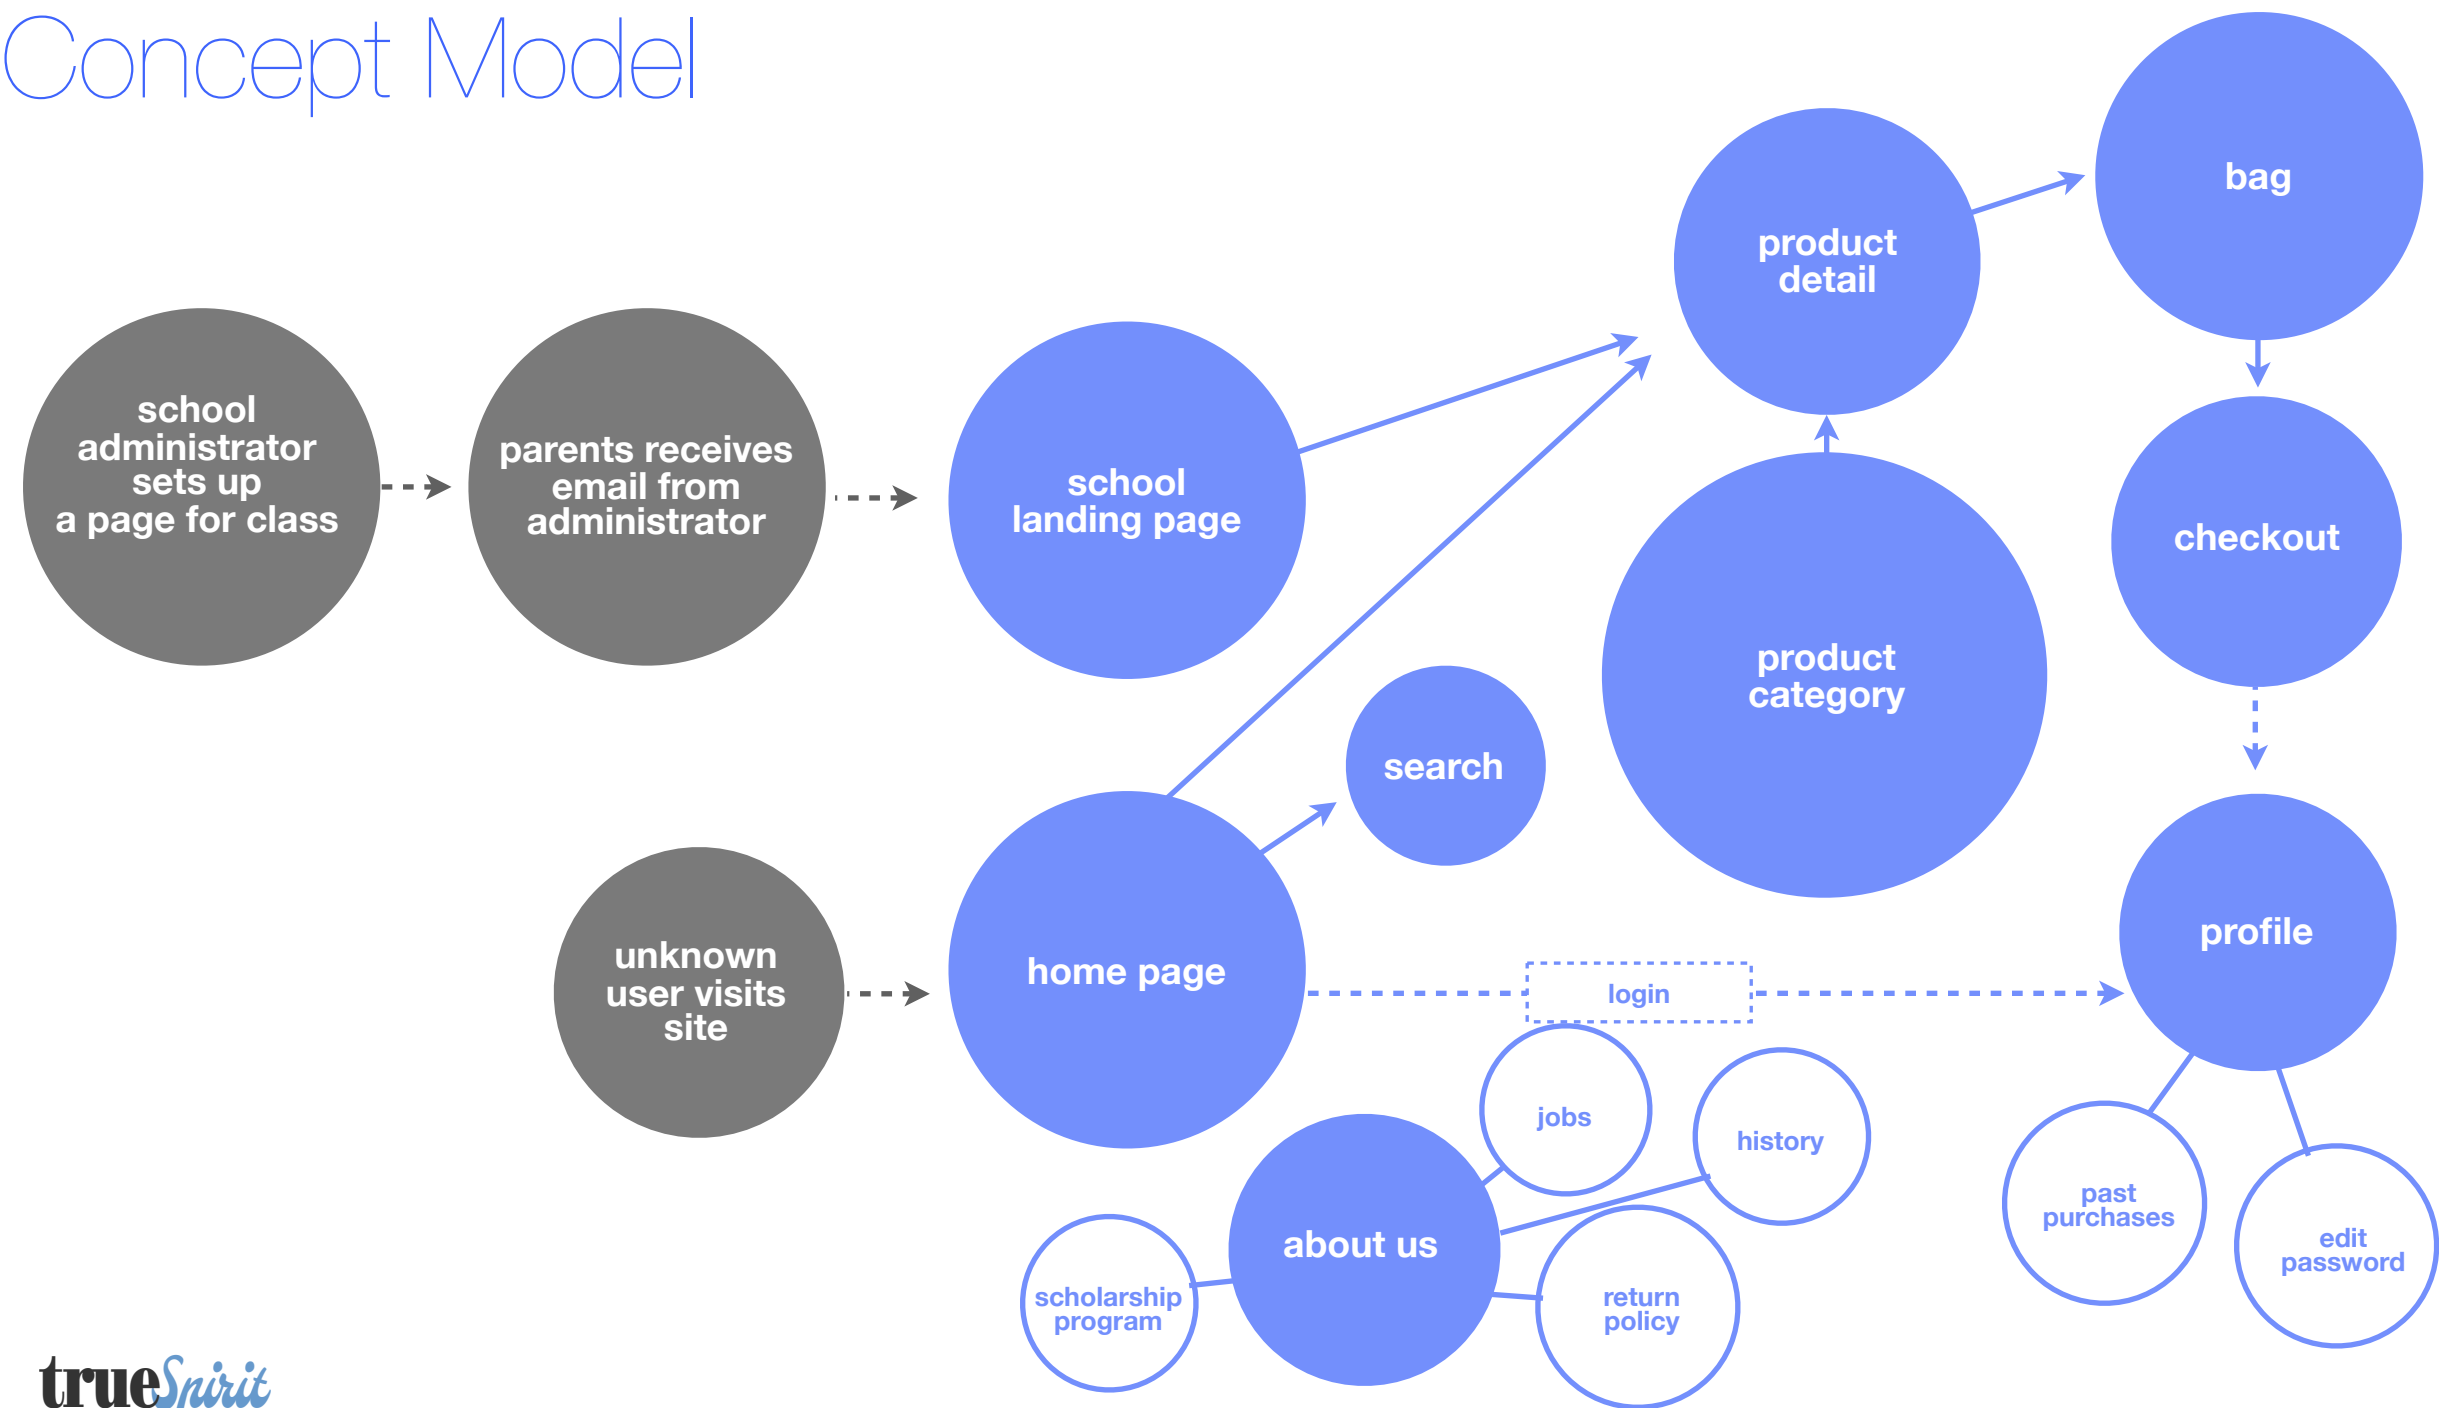 Concept Model
bag
product
detail
school
administrator
sets up
a page for class
parents receives
email from
administrator
school
landing page
checkout
product
category
search
unknown
user visits
site
home page
login
profile
jobs
history
about us
scholarship
program
return
policy
past
purchases
edit
password
trueSpirit